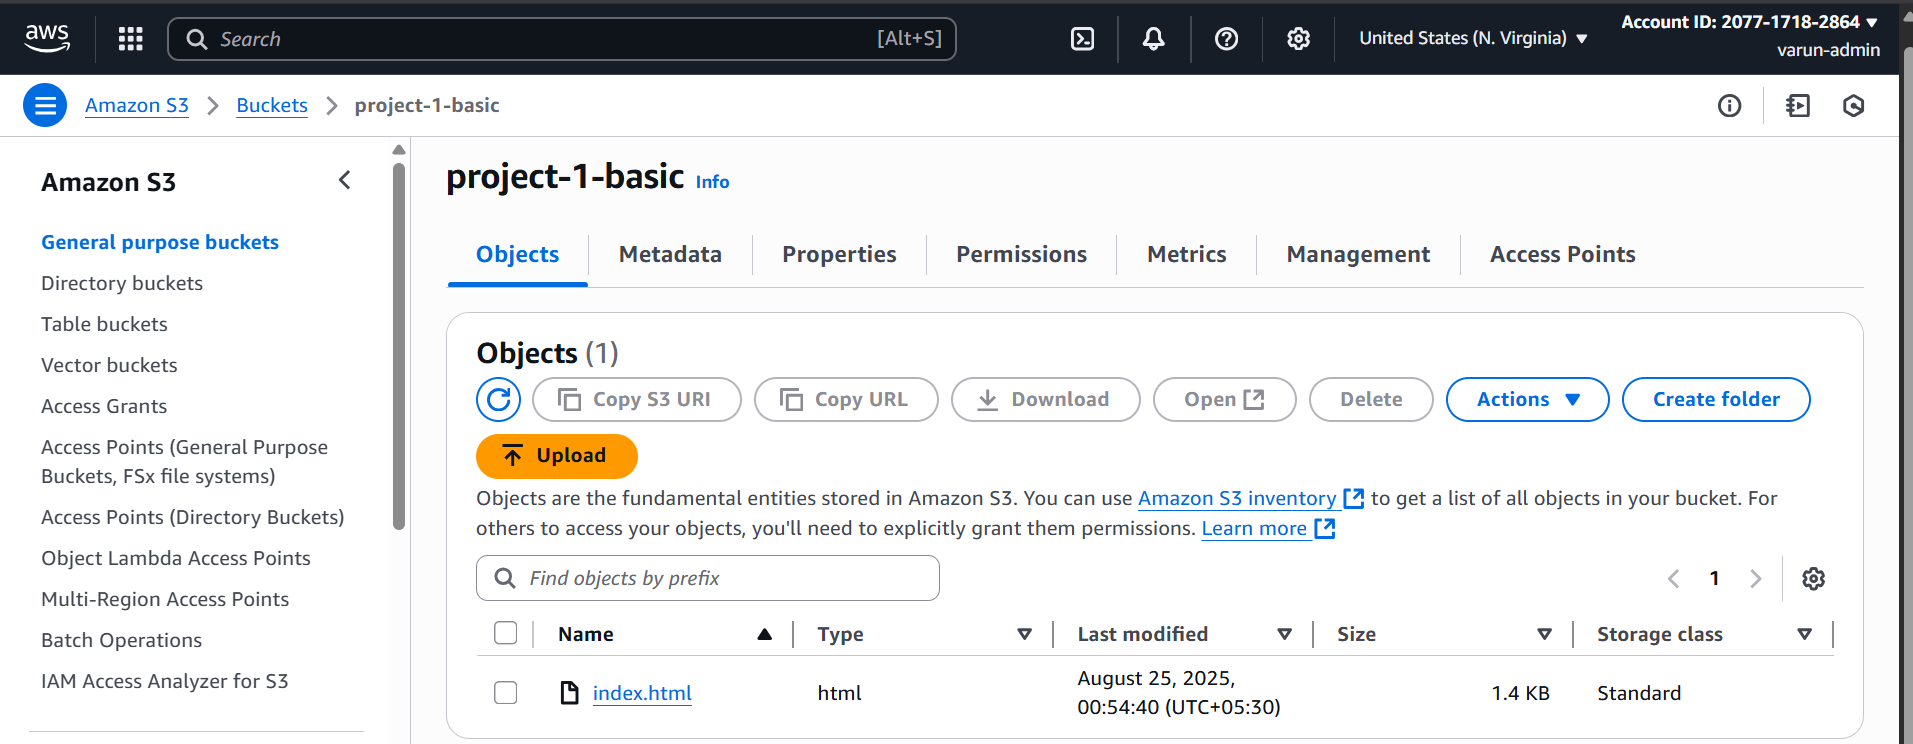 aws
Search
[Alt+S]
United States (N. Virginia)
Account ID: 2077-1718-2864
varun-admin
Amazon S3
Buckets
project-1-basic
Amazon S3
General purpose buckets
Directory buckets
Table buckets
Vector buckets
Access Grants
Access Points (General Purpose
Buckets, FSx file systems)
Access Points (Directory Buckets)
Object Lambda Access Points
Multi-Region Access Points
Batch Operations
IAM Access Analyzer for S3
project-1-basic Info
Objects
Metadata
Properties
Permissions
Metrics
Management
Access Points
Objects (1)
Copy S3 URI
Copy URL
Download
Open
Delete
Actions
Create folder
Upload
Objects are the fundamental entities stored in Amazon S3. You can use Amazon S3 inventory to get a list of all objects in your bucket. For
others to access your objects, you'll need to explicitly grant them permissions. Learn more
Find objects by prefix
1
Name
Type
Last modified
Size
Storage class
index.html
html
August 25, 2025,
00:54:40 (UTC+05:30)
1.4 KB
Standard